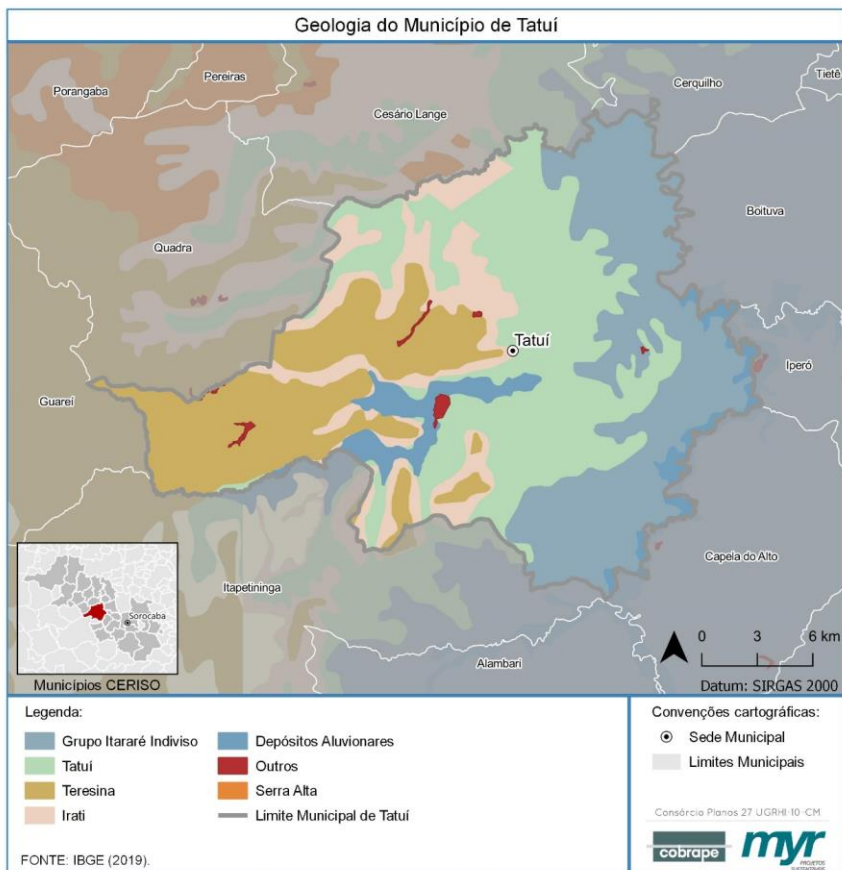 Geologia do Município de Tatuí
Porangaba
Pereiras
Cesário Lange
Cerquilho
Tietê
Boituva
Quadra
Tatuí
Iperó
Guareí
Capela do Alto
Itapetininga
Sorocaba
Alambari
0 3 6 km
Municípios CERISO
Datum: SIRGAS 2000
Legenda:
Grupo Itararé Indiviso
Tatuí
Teresina
Irati
Depósitos Aluvionares
Outros
Serra Alta
Limite Municipal de Tatuí
FONTE: IBGE (2019).
Convenções cartográficas:
Sede Municipal
Limites Municipais
Consórcio Planos 27 UGRHI-10-CM
cobrape
myr
PROJETOS
SUSTENTÁVEIS